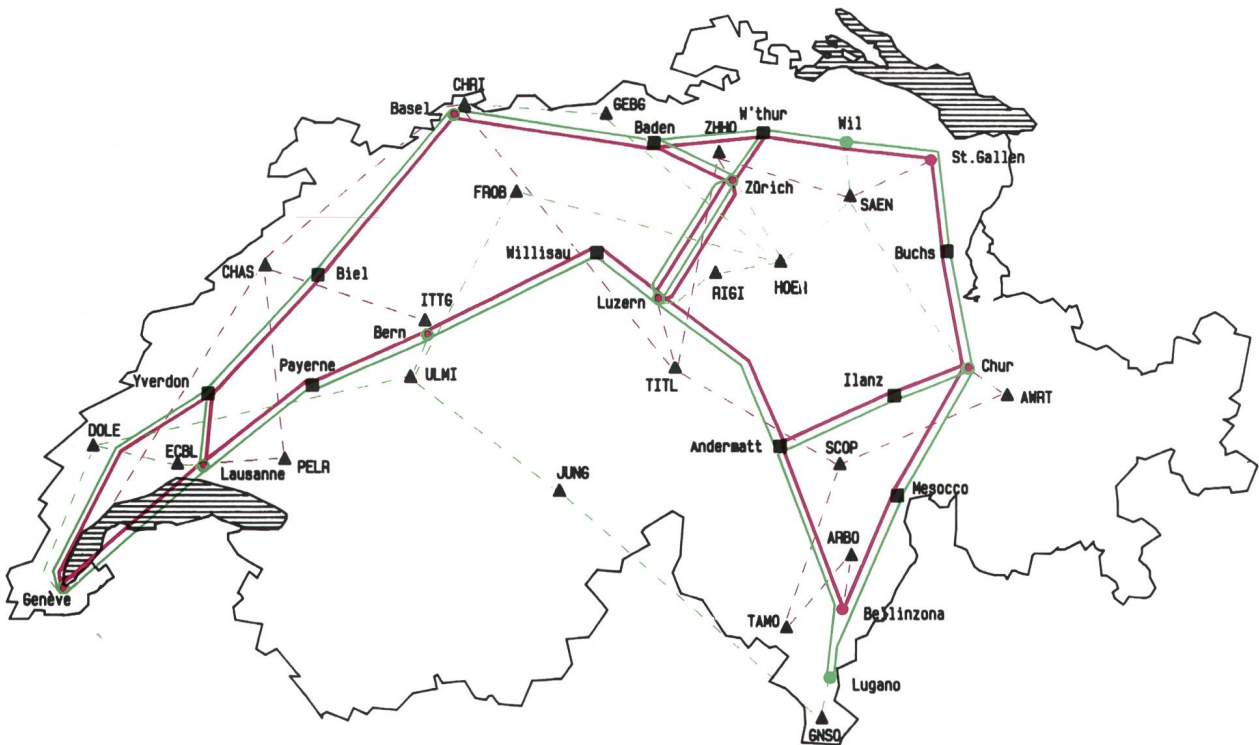 CHRI
Basel
GEBG
Baden
ZHHO
W'thur
Wil
St.Gallen
FROB
Zürich
SAEN
Willisau
Buchs
CHAS
Biel
RIGI
HOEH
Luzern
ITTG
Bern
Payerne
ULMI
TITL
Yverdon
Ilanz
Chur
AWRT
DOLE
ECBL
Lausanne
PELR
Andermatt
SCOP
JUNG
Mesocco
ARBO
Genève
TAMO
Bellinzona
Lugano
GNSO